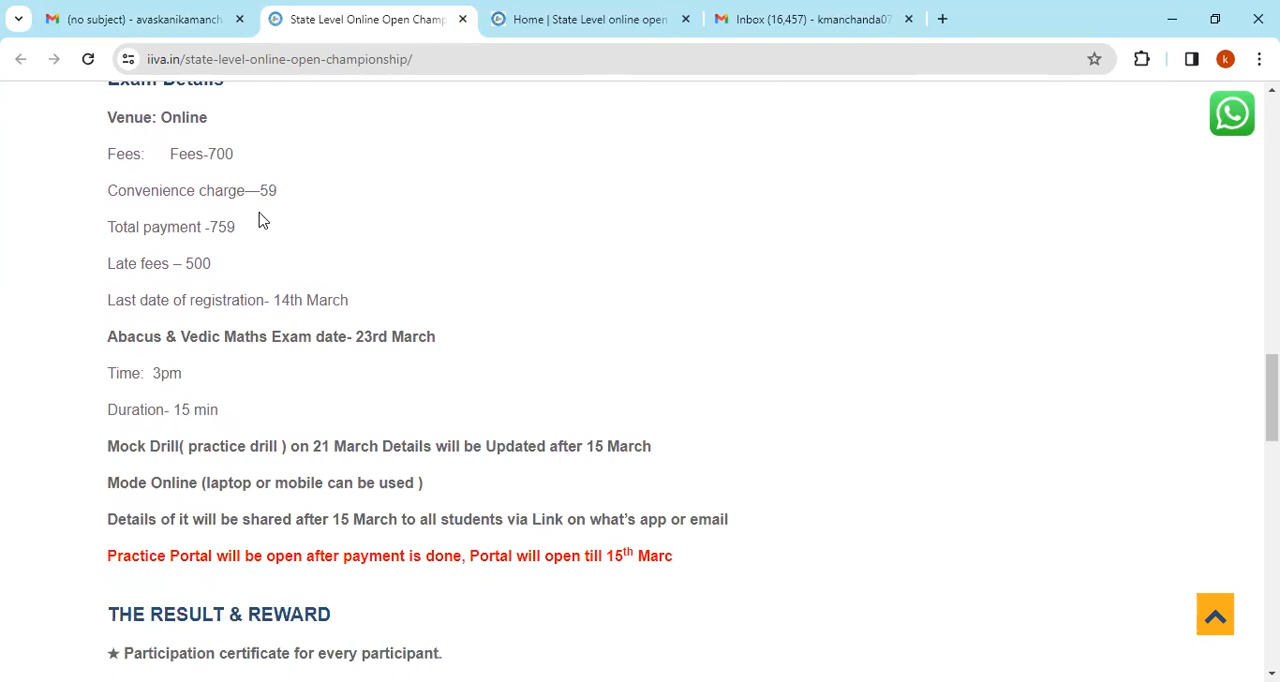 (no subject) - avaskanikamanch
State Level Online Open Champ
Home | State Level online open
Inbox (16,457) - kmanchanda07
iiva.in/state-level-online-open-championship/
k
Exam Details
Venue: Online
Fees: Fees-700
Convenience charge—59
Total payment -759
Late fees – 500
Last date of registration- 14th March
Abacus & Vedic Maths Exam date- 23rd March
Time: 3pm
Duration- 15 min
Mock Drill( practice drill ) on 21 March Details will be Updated after 15 March
Mode Online (laptop or mobile can be used )
Details of it will be shared after 15 March to all students via Link on what's app or email
Practice Portal will be open after payment is done, Portal will open till 15th Marc
THE RESULT & REWARD
★ Participation certificate for every participant.